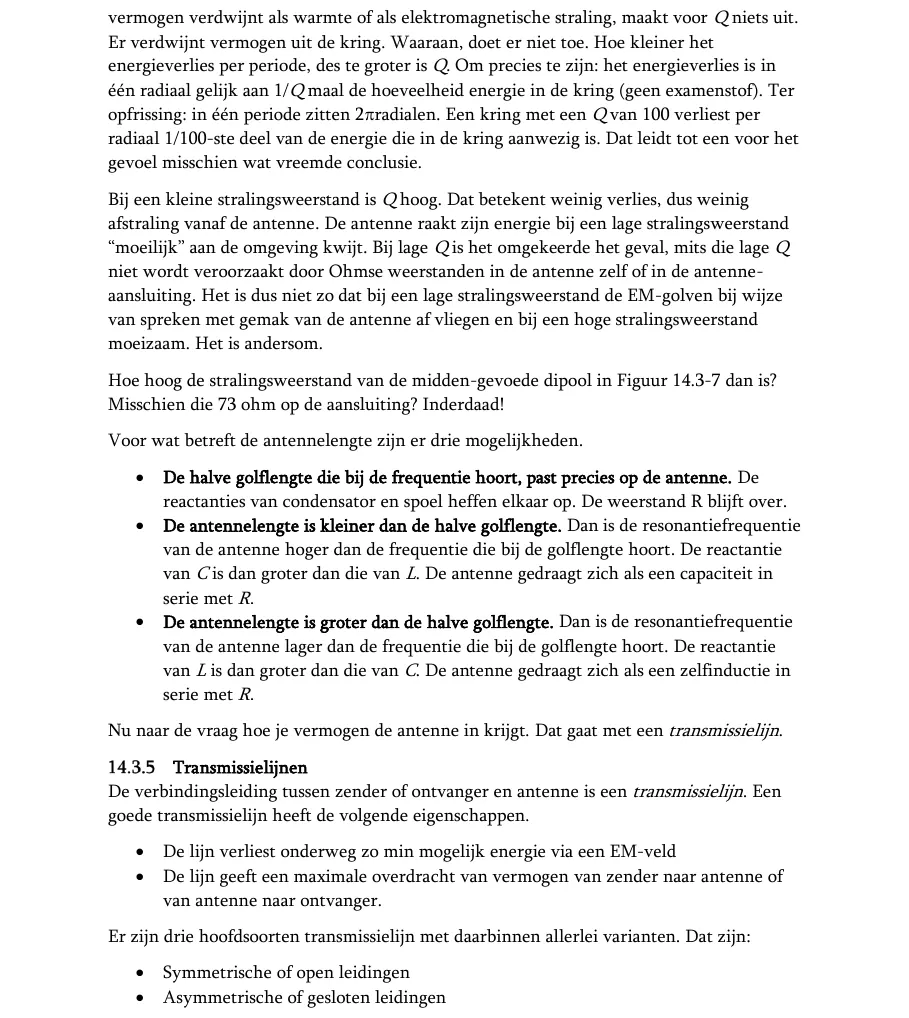 vermogen verdwijnt als warmte of als elektromagnetische straling, maakt voor Q niets uit.
Er verdwijnt vermogen uit de kring. Waaraan, doet er niet toe. Hoe kleiner het
energieverlies per periode, des te groter is Q. Om precies te zijn: het energieverlies is in
één radiaal gelijk aan 1/Q maal de hoeveelheid energie in de kring (geen examenstof). Ter
opfrissing: in één periode zitten 2π radialen. Een kring met een Q van 100 verliest per
radiaal 1/100-ste deel van de energie die in de kring aanwezig is. Dat leidt tot een voor het
gevoel misschien wat vreemde conclusie.
Bij een kleine stralingsweerstand is Q hoog. Dat betekent weinig verlies, dus weinig
afstraling vanaf de antenne. De antenne raakt zijn energie bij een lage stralingsweerstand
“moeilijk” aan de omgeving kwijt. Bij lage Q is het omgekeerde het geval, mits die lage Q
niet wordt veroorzaakt door Ohmse weerstanden in de antenne zelf of in de antenne-
aansluiting. Het is dus niet zo dat bij een lage stralingsweerstand de EM-golven bij wijze
van spreken met gemak van de antenne af vliegen en bij een hoge stralingsweerstand
moeizaam. Het is andersom.
Hoe hoog de stralingsweerstand van de midden-gevoede dipool in Figuur 14.3-7 dan is?
Misschien die 73 ohm op de aansluiting? Inderdaad!
Voor wat betreft de antennelengte zijn er drie mogelijkheden.
• De halve golflengte die bij de frequentie hoort, past precies op de antenne. De
reactanties van condensator en spoel heffen elkaar op. De weerstand R blijft over.
• De antennelengte is kleiner dan de halve golflengte. Dan is de resonantiefrequentie
van de antenne hoger dan de frequentie die bij de golflengte hoort. De reactantie
van C is dan groter dan die van L. De antenne gedraagt zich als een capaciteit in
serie met R.
• De antennelengte is groter dan de halve golflengte. Dan is de resonantiefrequentie
van de antenne lager dan de frequentie die bij de golflengte hoort. De reactantie
van L is dan groter dan die van C. De antenne gedraagt zich als een zelfinductie in
serie met R.
Nu naar de vraag hoe je vermogen de antenne in krijgt. Dat gaat met een transmissielijn.
14.3.5 Transmissielijnen
De verbindingsleiding tussen zender of ontvanger en antenne is een transmissielijn. Een
goede transmissielijn heeft de volgende eigenschappen.
• De lijn verliest onderweg zo min mogelijk energie via een EM-veld
• De lijn geeft een maximale overdracht van vermogen van zender naar antenne of
van antenne naar ontvanger.
Er zijn drie hoofdsoorten transmissielijn met daarbinnen allerlei varianten. Dat zijn:
• Symmetrische of open leidingen
• Asymmetrische of gesloten leidingen